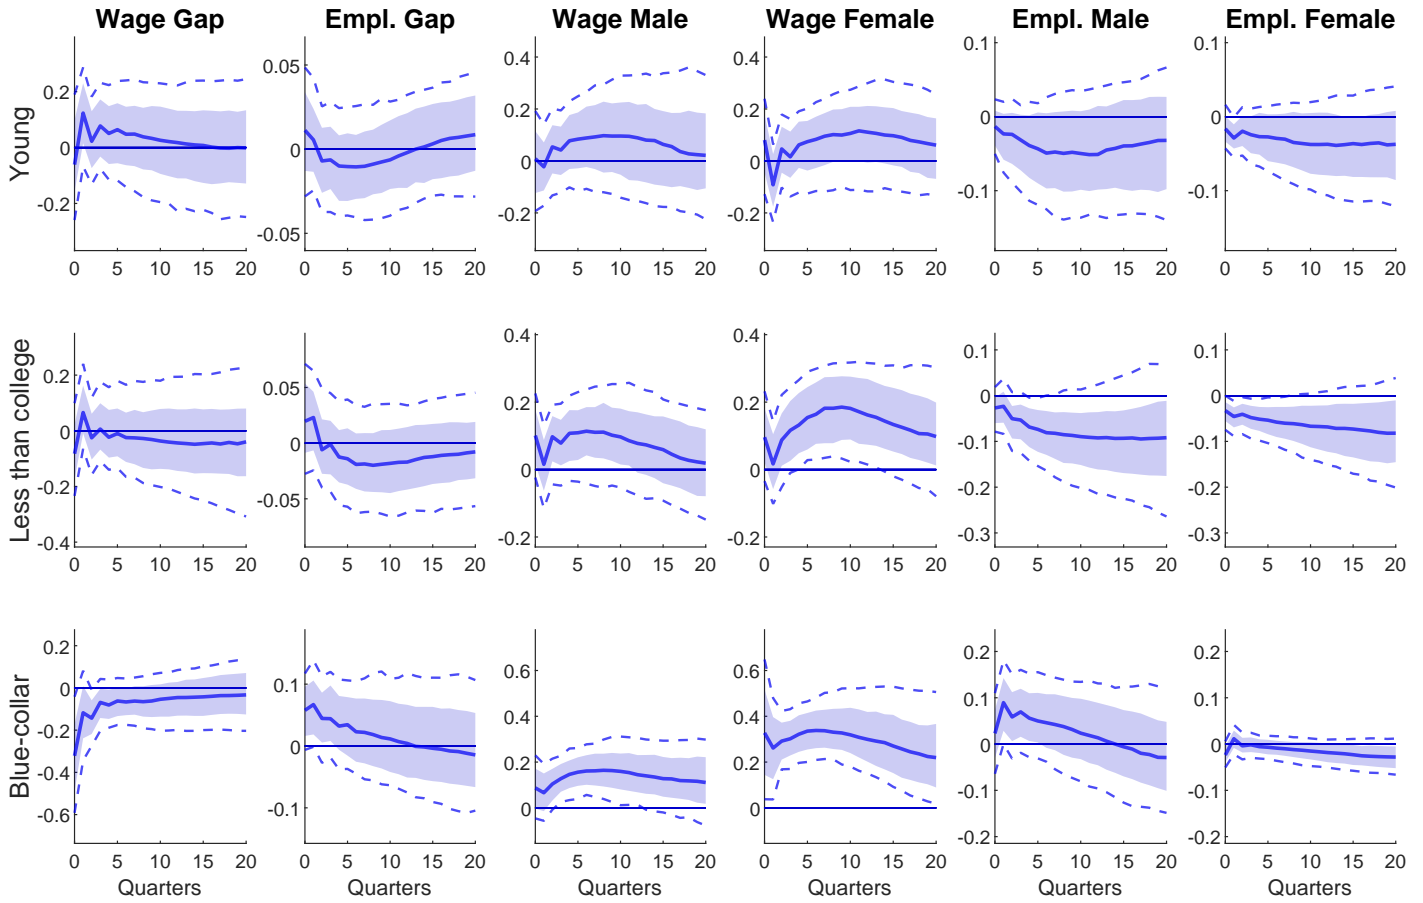 Wage Gap Empl. Gap Wage Male Wage Female Empl. Male Empl. Female
Young
0.2 0 -0.2
0 5 10 15 20
0.05 0 -0.05
0 5 10 15 20
0.4 0.2 0 -0.2
0 5 10 15 20
0.4 0.2 0 -0.2
0 5 10 15 20
0.1 0 -0.1
0 5 10 15 20
0.1 0 -0.1
0 5 10 15 20
Less than college
0.2 0 -0.2 -0.4
0 5 10 15 20
0.05 0 -0.05
0 5 10 15 20
0.4 0.2 0 -0.2
0 5 10 15 20
0.4 0.2 0 -0.2
0 5 10 15 20
0.1 0 -0.1 -0.2 -0.3
0 5 10 15 20
0.1 0 -0.1 -0.2 -0.3
0 5 10 15 20
Blue-collar
0.2 0 -0.2 -0.4 -0.6
0 5 10 15 20
Quarters
0.1 0 -0.1
0 5 10 15 20
Quarters
0.6 0.4 0.2 0
0 5 10 15 20
Quarters
0.6 0.4 0.2 0
0 5 10 15 20
Quarters
0.2 0.1 0 -0.1 -0.2
0 5 10 15 20
Quarters
0.2 0.1 0 -0.1 -0.2
0 5 10 15 20
Quarters